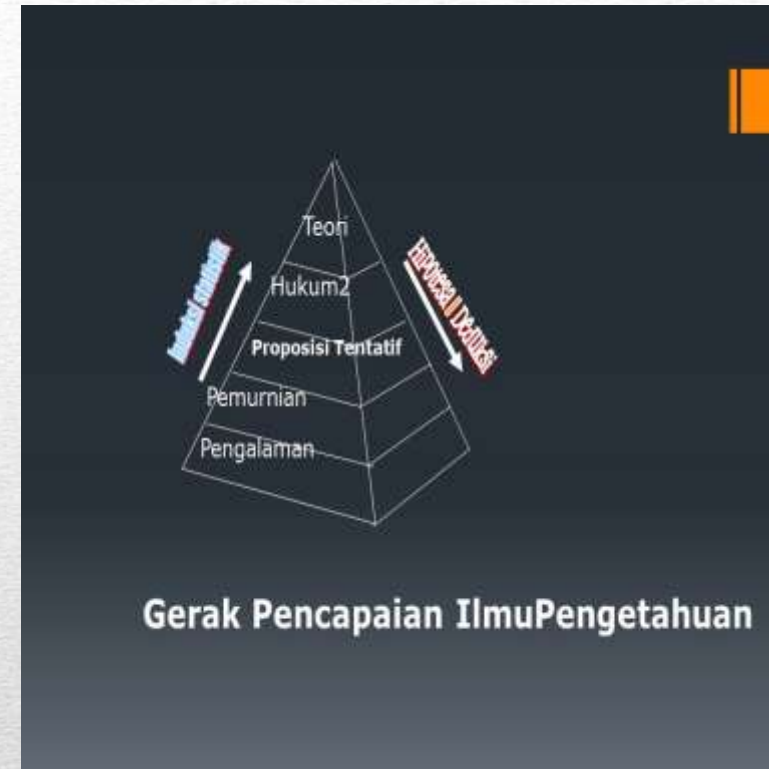 Teori
Hukum2
Proposisi Tentatif
Pemurnian
Pengalaman
Gerak Pencapaian IlmuPengetahuan